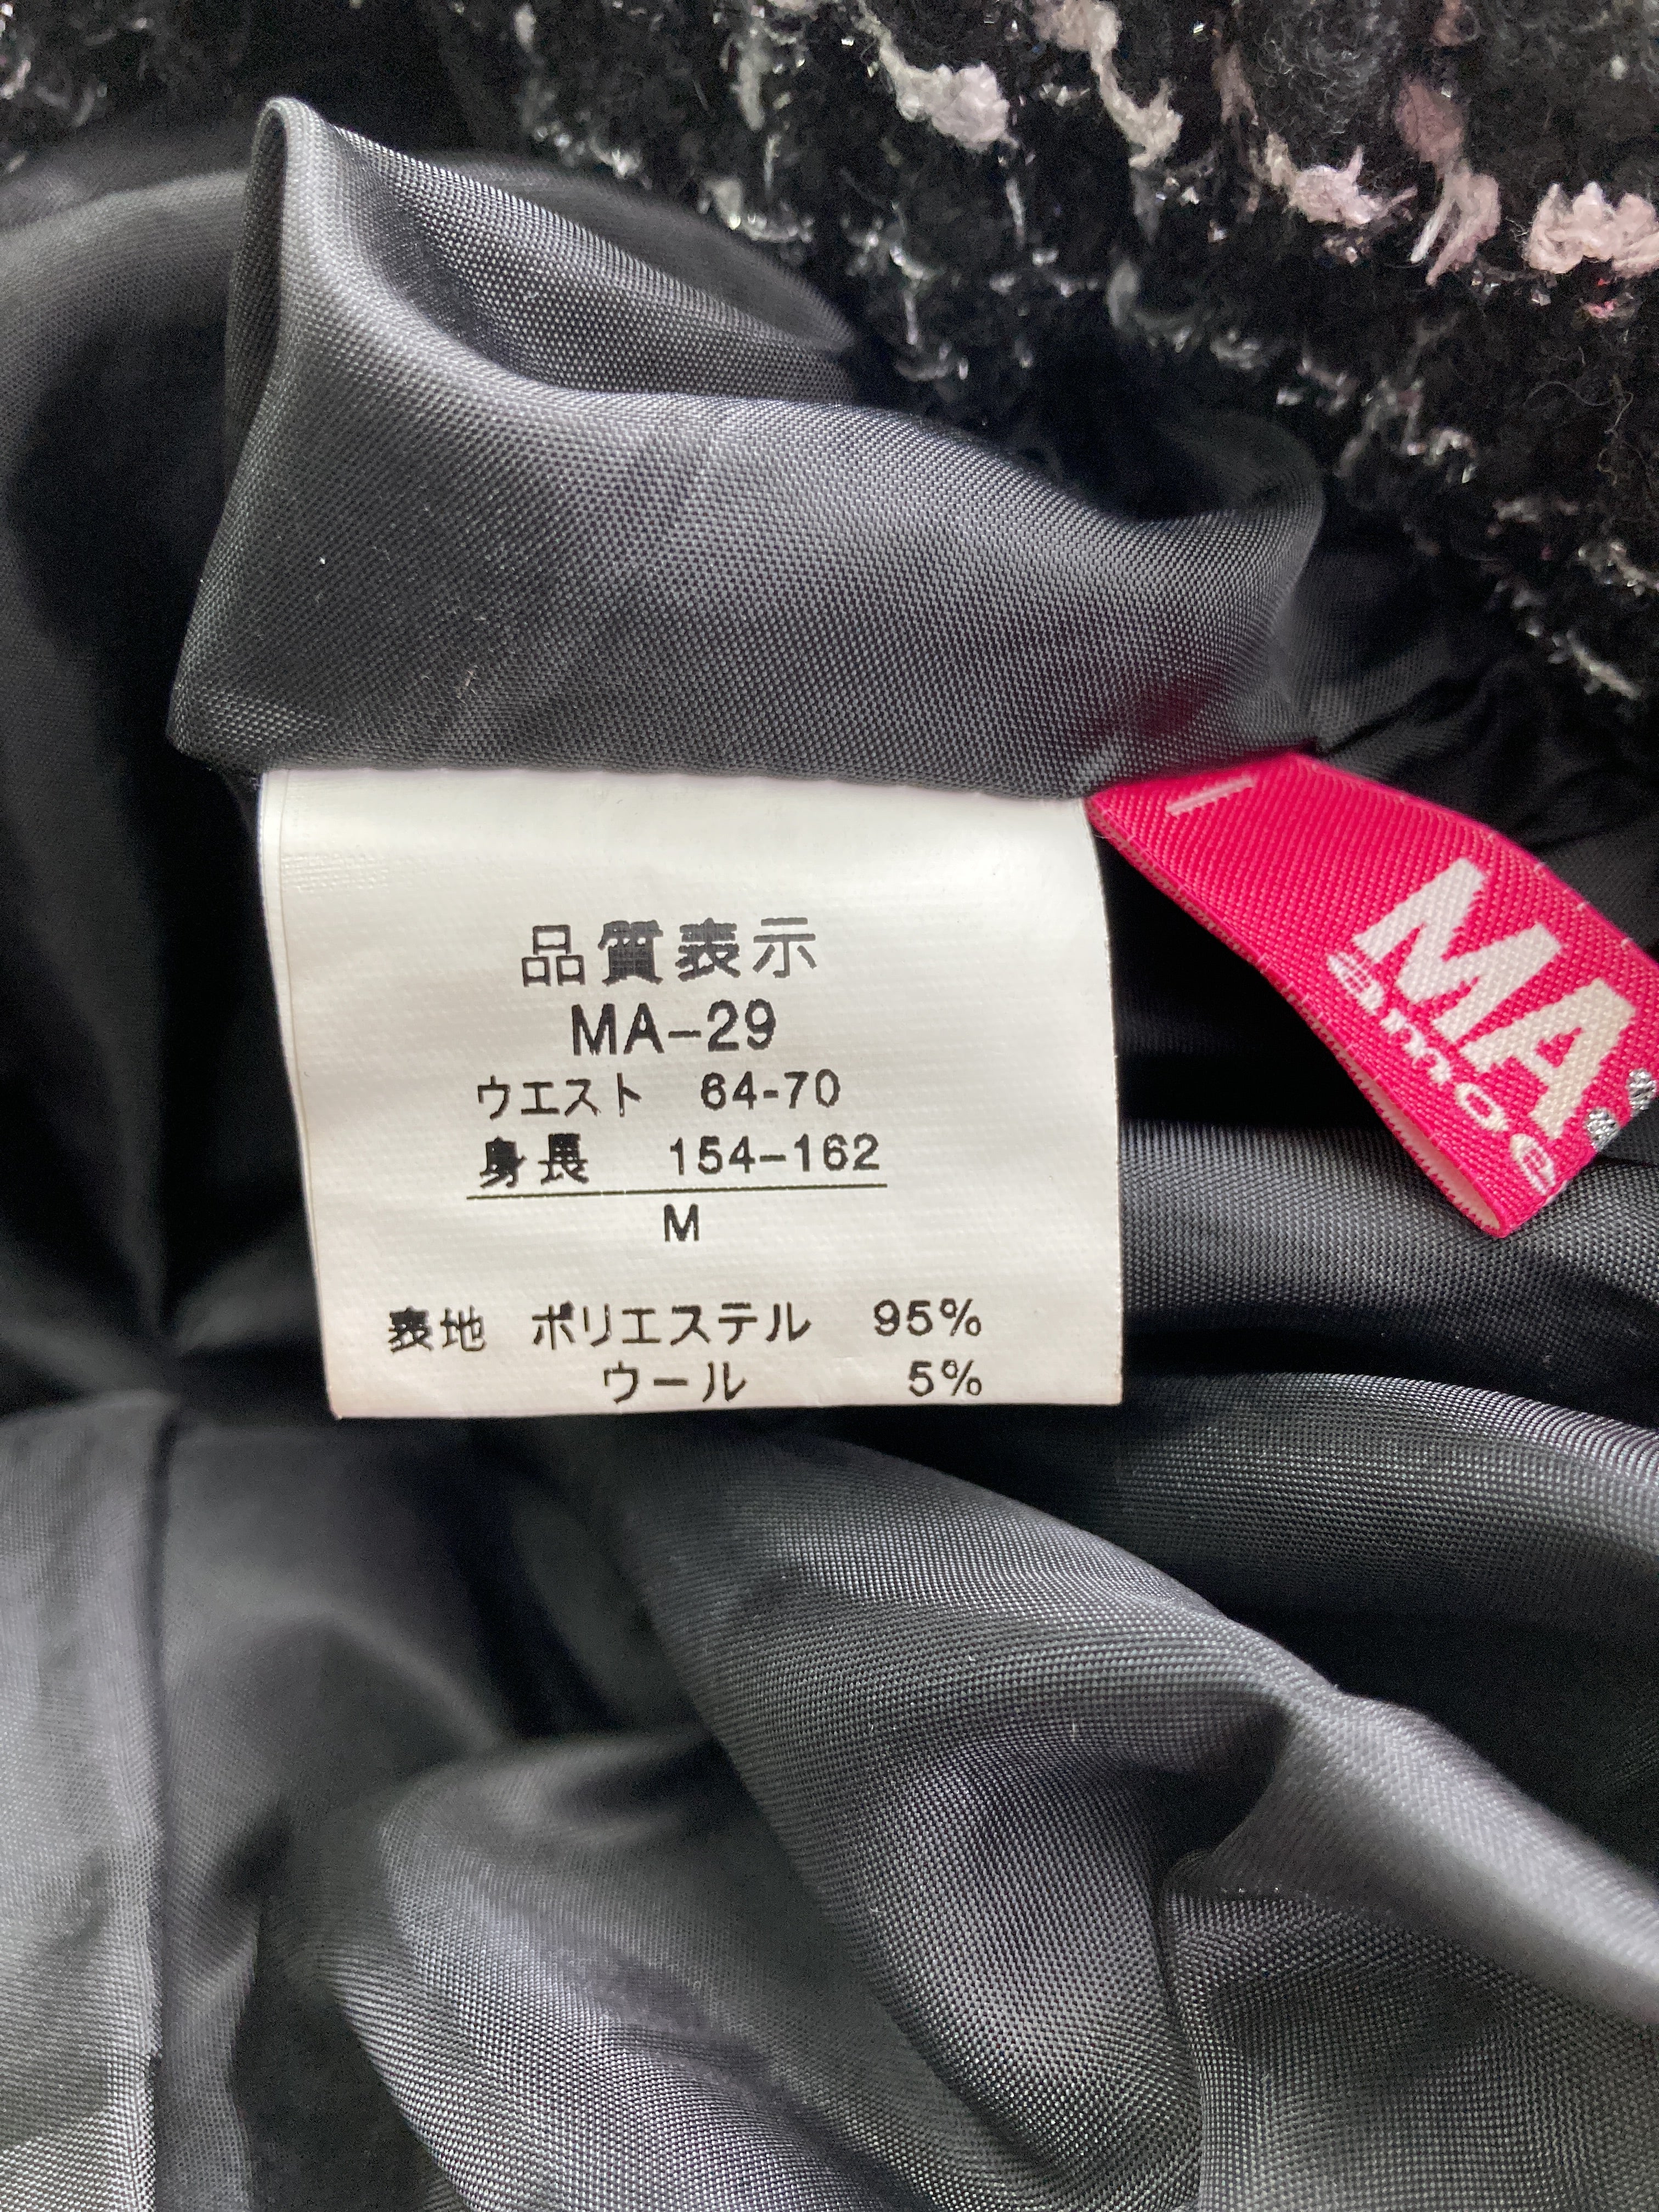 品質表示
MA-29
ウエスト 64-70
身長 154-162
M
表地 ポリエステル 95%
ウール 5%
MA